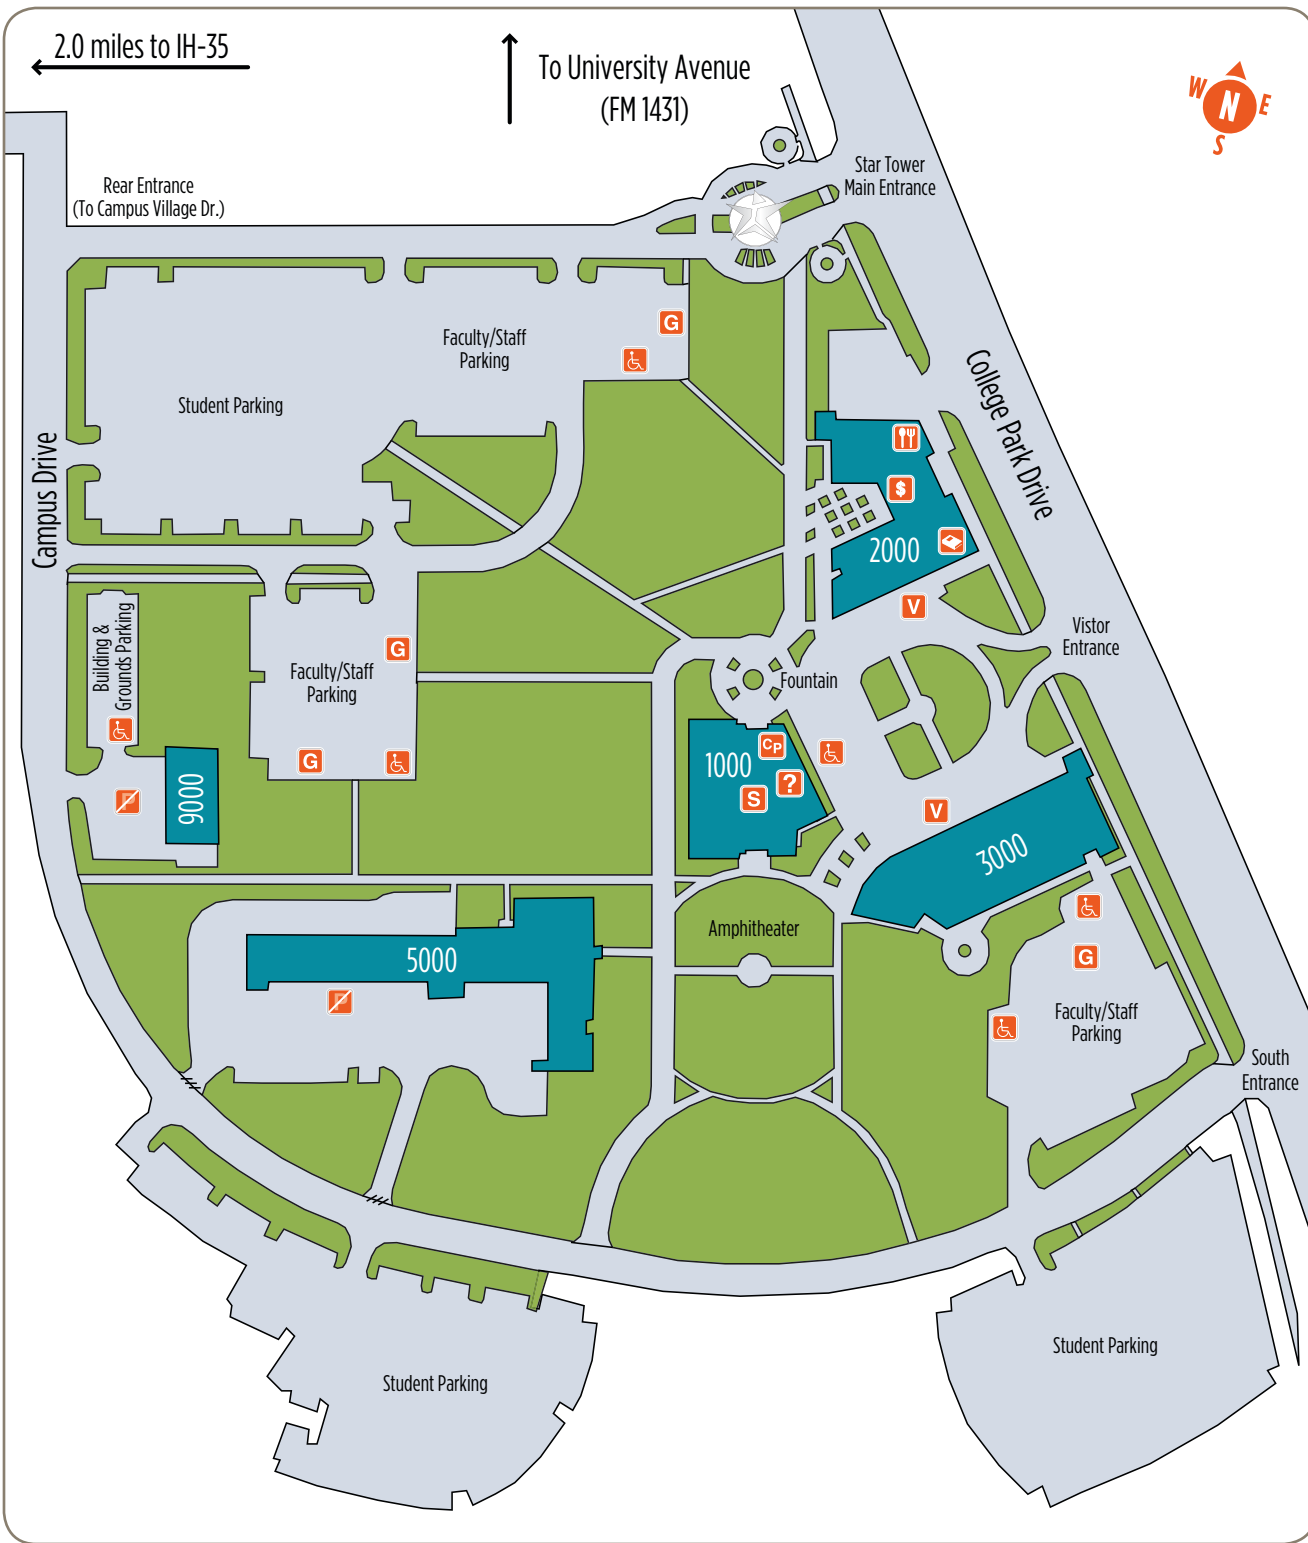 2.0 miles to IH-35
To University Avenue
(FM 1431)
W
N
E
S
Star Tower
Main Entrance
Rear Entrance
(To Campus Village Dr.)
G
Faculty/Staff
Parking
Student Parking
College Park Drive
Campus Drive
$
2000
V
Building &
Grounds Parking
G
Faculty/Staff
Parking
Vistor
Entrance
Fountain
CP
1000
?
S
G
9000
P
V
3000
Amphitheater
5000
P
G
Faculty/Staff
Parking
South
Entrance
Student Parking
Student Parking